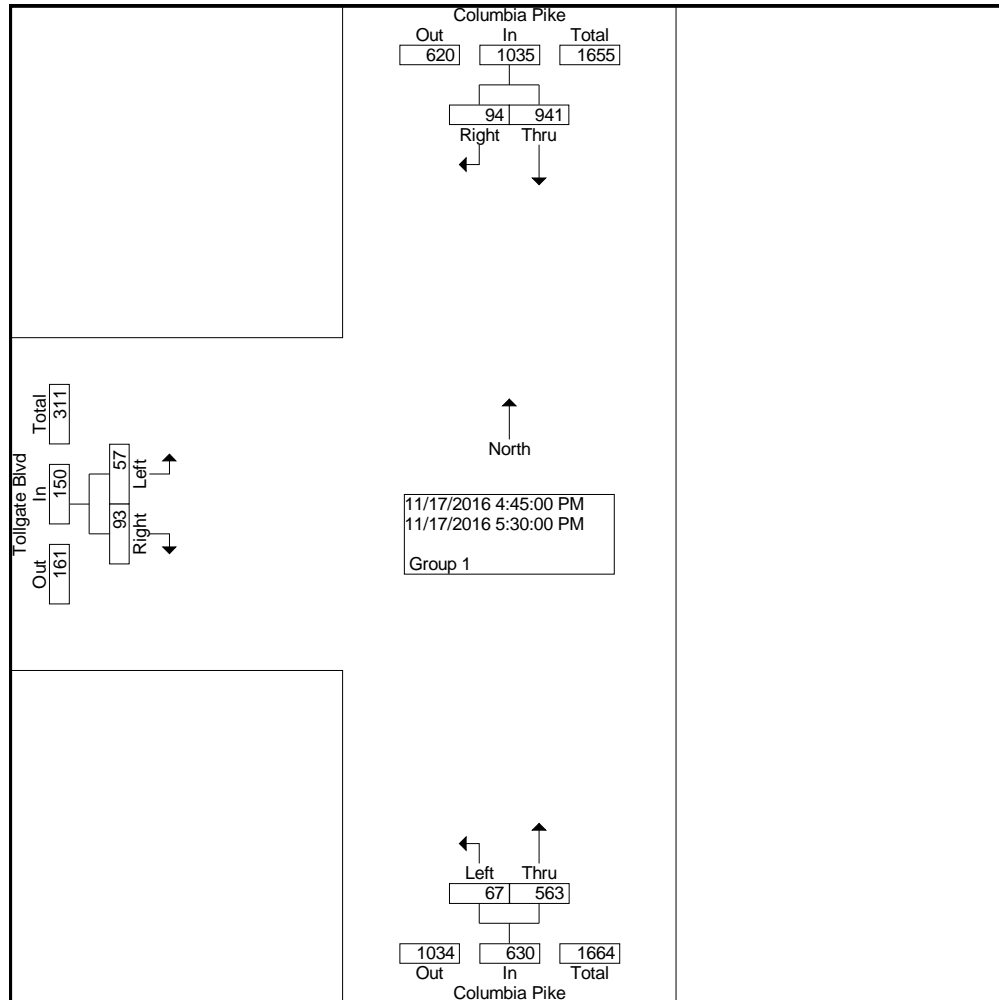 Columbia Pike
Out In Total
620 1035 1655
94 941
Right Thru
Tollgate Blvd
Total In Out
311 150 161
57 93
Left Right
North
11/17/2016 4:45:00 PM
11/17/2016 5:30:00 PM
Group 1
Left Thru
67 563
1034 630 1664
Out In Total
Columbia Pike